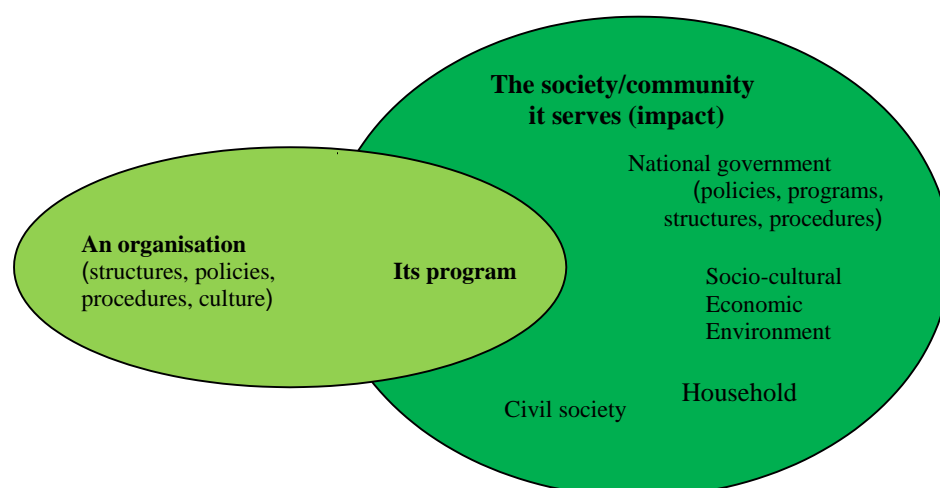 The society/community
it serves (impact)
National government
(policies, programs,
structures, procedures)
An organisation
(structures, policies,
procedures, culture)
Its program
Socio-cultural
Economic
Environment
Household
Civil society